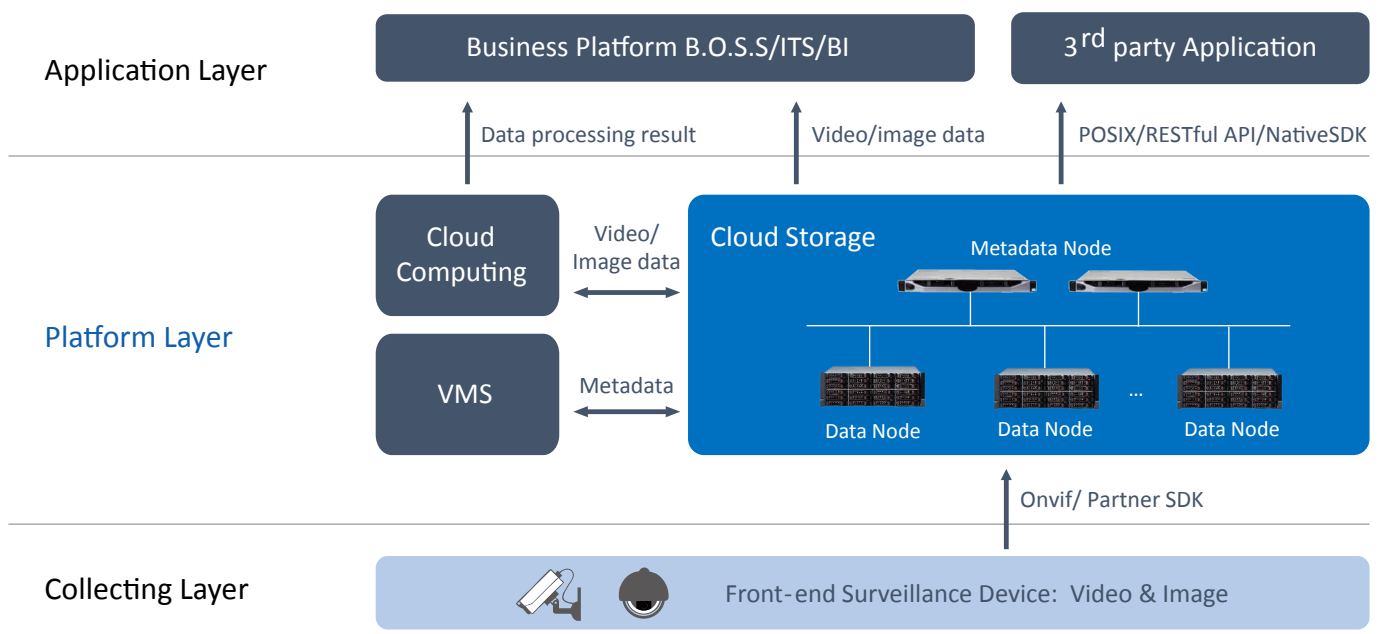 Business Platform B.O.S.S/ITS/BI
3rd party Application
Application Layer
Data processing result
Video/image data
POSIX/RESTful API/NativeSDK
Cloud
Computing
Video/
Image data
Cloud Storage
Metadata Node
Platform Layer
VMS
Metadata
...
Data Node
Data Node
Data Node
Onvif/ Partner SDK
Collecting Layer
Front-end Surveillance Device: Video & Image